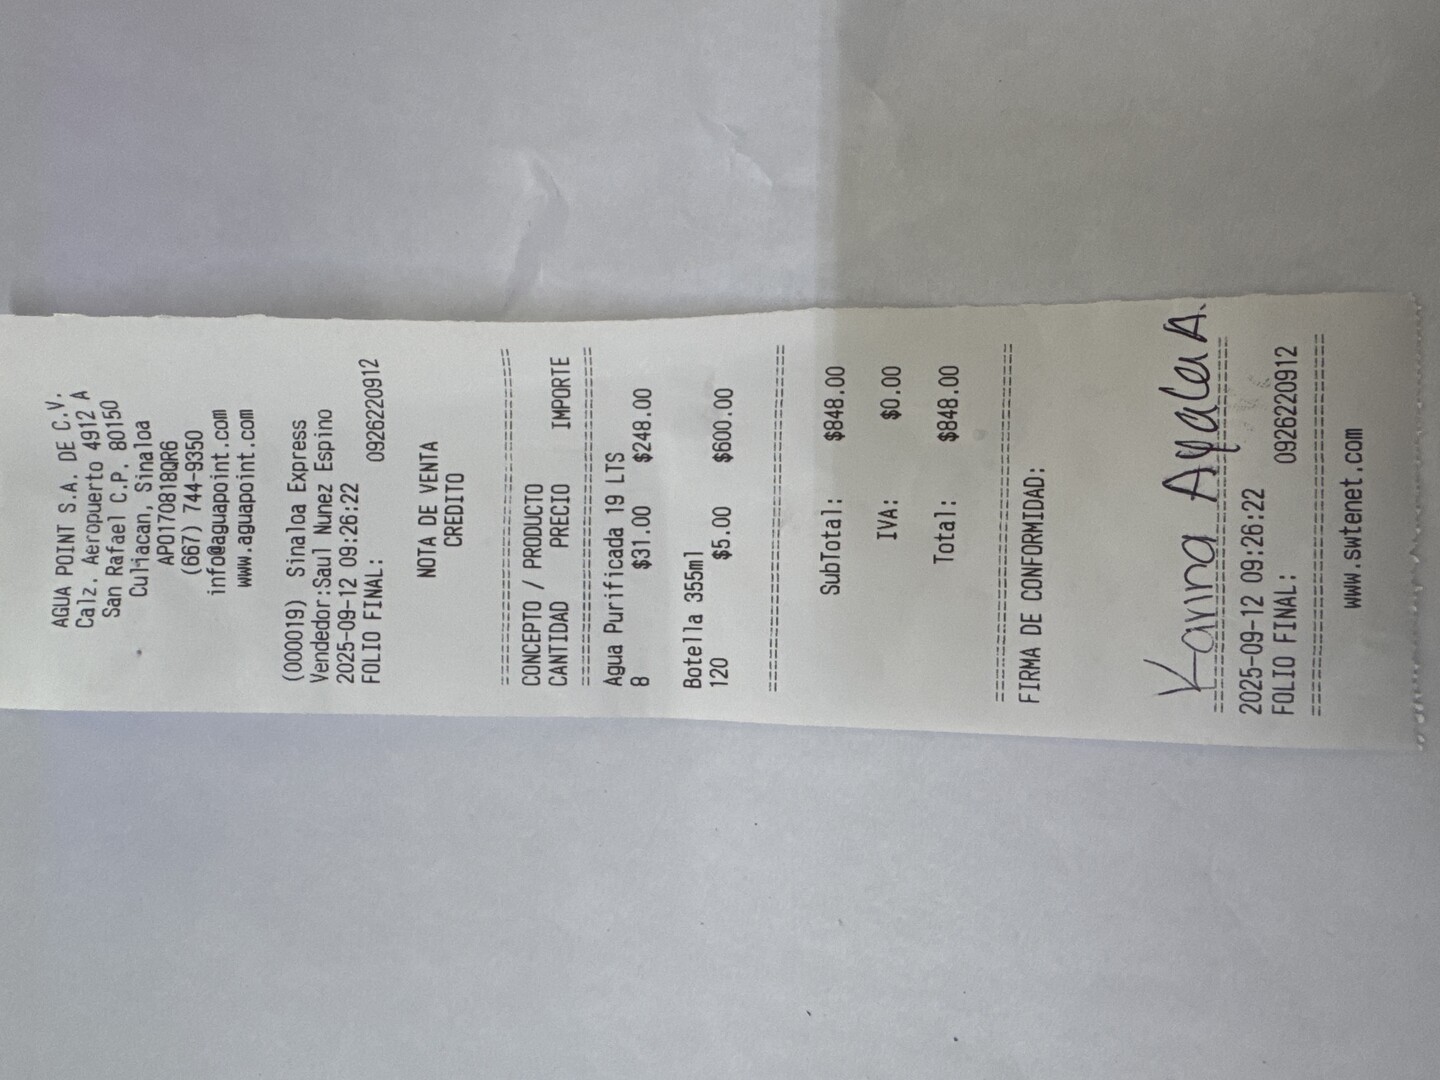 AGUA POINT S.A. DE C.V.
Calz. Aeropuerto 4912 A
San Rafael C.P. 80150
Culiacan, Sinaloa
APO170818QR6
(667) 744-9350
info@aguapoint.com
www.aguapoint.com
(000019) Sinaloa Express
Vendedor:Saul Nunez Espino
2025-09-12 09:26:22
FOLIO FINAL: 0926220912
NOTA DE VENTA
CREDITO
CONCEPTO / PRODUCTO
CANTIDAD PRECIO IMPORTE
Agua Purificada 19 LTS
8 $31.00 $248.00
Botella 355ml
120 $5.00 $600.00
SubTotal: $848.00
IVA: $0.00
Total: $848.00
FIRMA DE CONFORMIDAD:
Karina Ayala A.
2025-09-12 09:26:22
FOLIO FINAL: 0926220912
www.swtenet.com